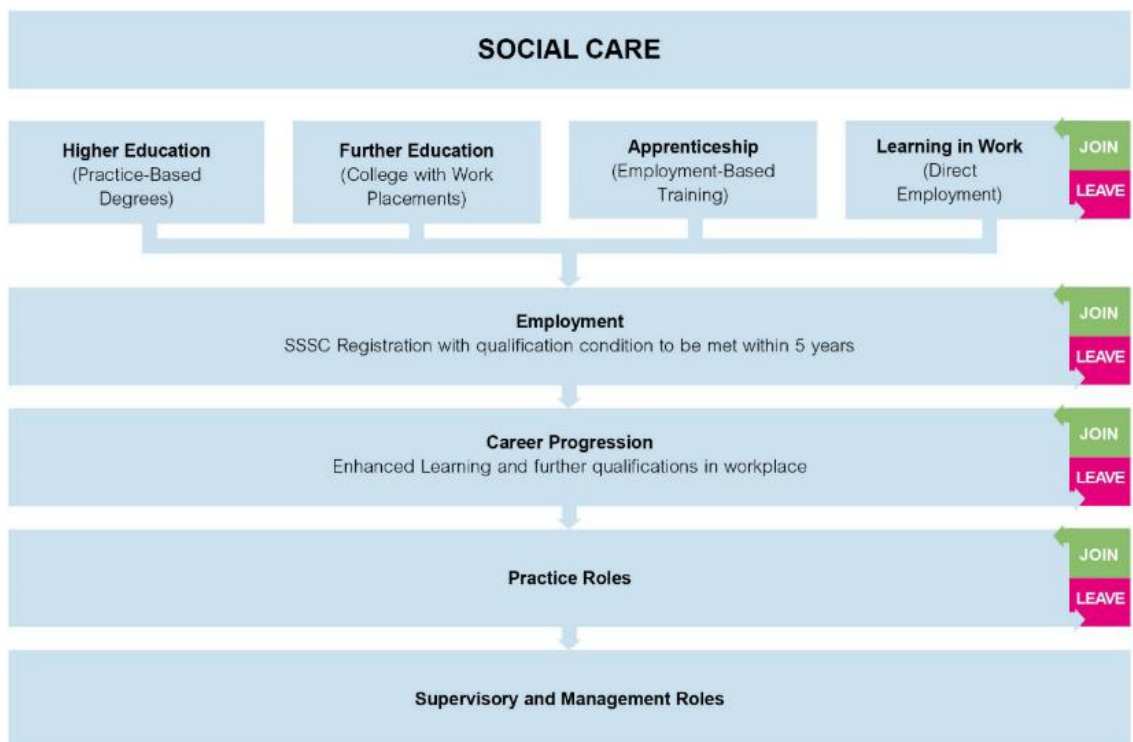 SOCIAL CARE
Higher Education
(Practice-Based
Degrees)
Further Education
(College with Work
Placements)
Apprenticeship
(Employment-Based
Training)
Learning in Work
(Direct
Employment)
JOIN
LEAVE
Employment
SSSC Registration with qualification condition to be met within 5 years
JOIN
LEAVE
Career Progression
Enhanced Learning and further qualifications in workplace
JOIN
LEAVE
Practice Roles
JOIN
LEAVE
Supervisory and Management Roles